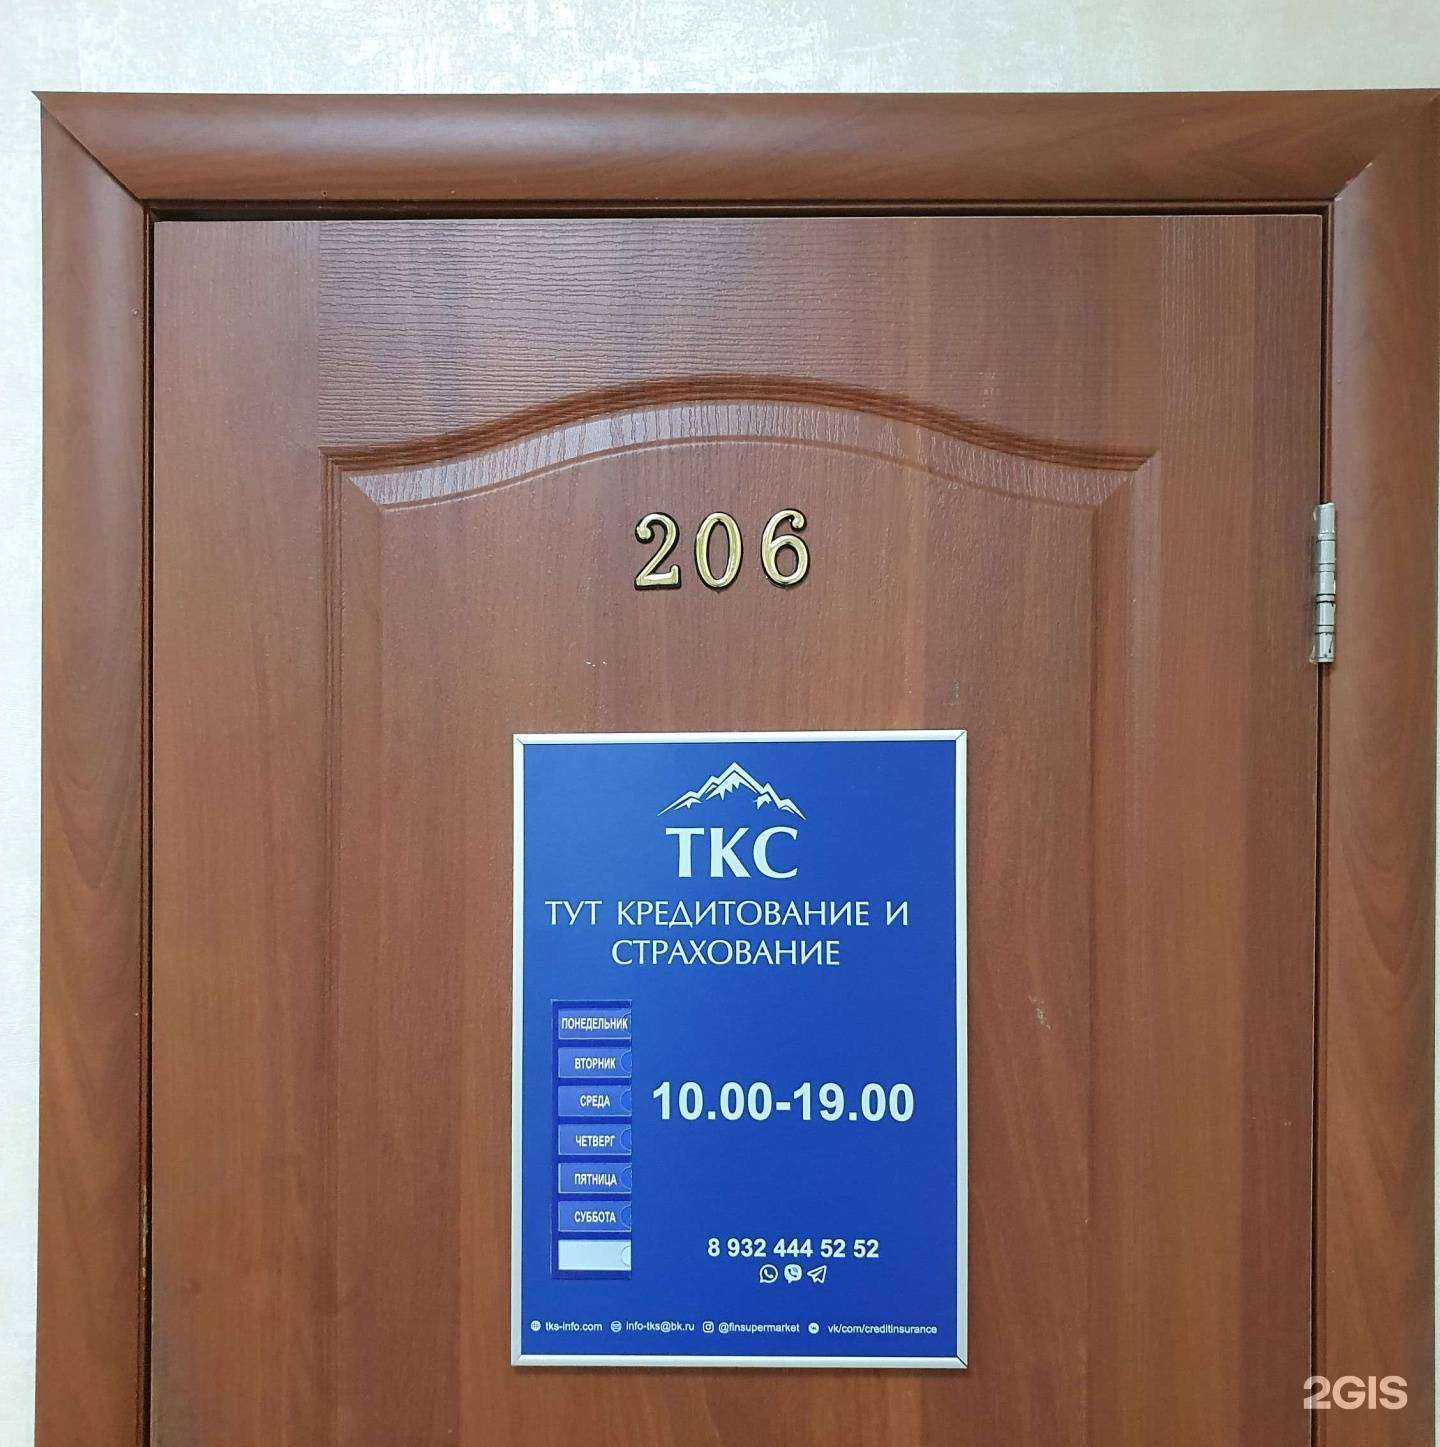 206
ТКС
ТУТ КРЕДИТОВАНИЕ И
СТРАХОВАНИЕ
ПОНЕДЕЛЬНИК
ВТОРНИК
СРЕДА
ЧЕТВЕРГ
ПЯТНИЦА
СУББОТА
10.00-19.00
8 932 444 52 52
tks-info.com info-tks@bk.ru @finsupermarket vk/com/creditinsurance
2GIS